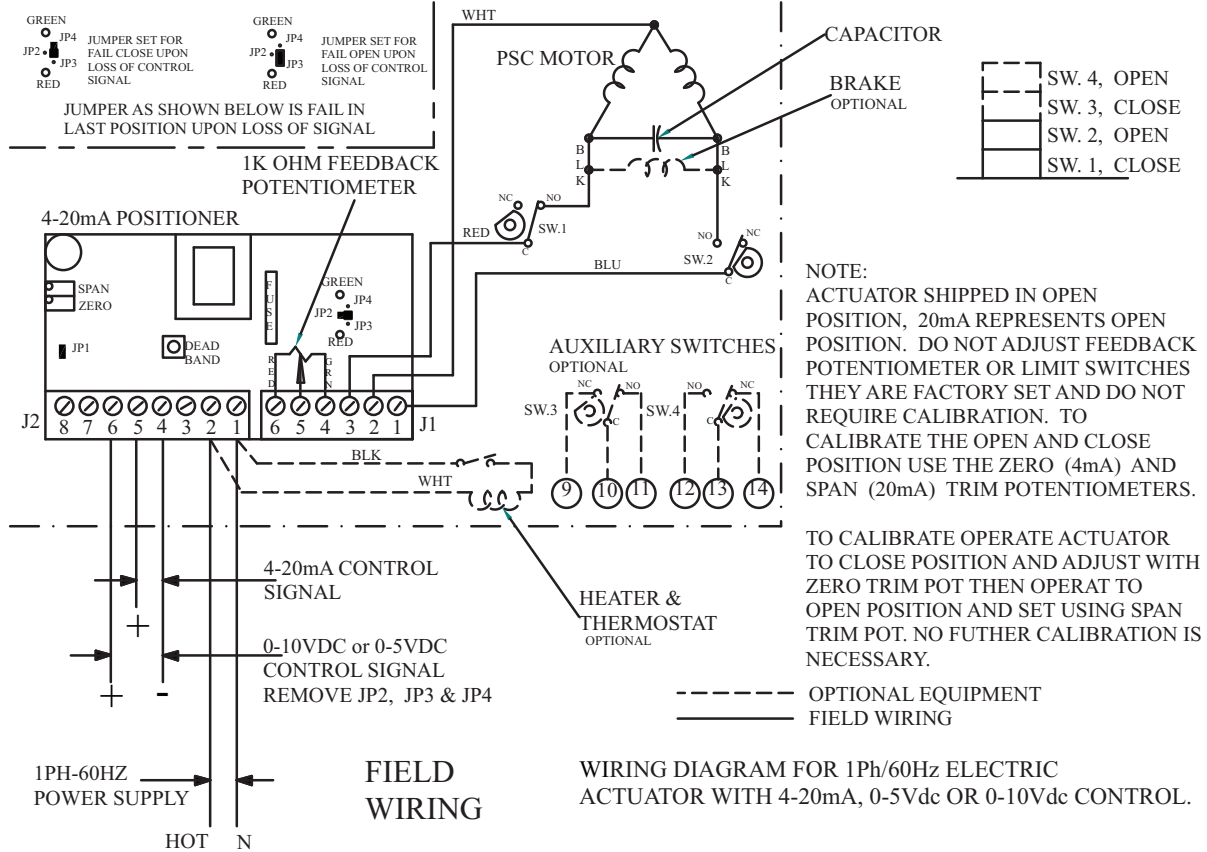 GREEN
JP4
JP2
JP3
RED
JUMPER SET FOR
FAIL CLOSE UPON
LOSS OF CONTROL
SIGNAL
GREEN
JP4
JP2
JP3
RED
JUMPER SET FOR
FAIL OPEN UPON
LOSS OF CONTROL
SIGNAL
JUMPER AS SHOWN BELOW IS FAIL IN
LAST POSITION UPON LOSS OF SIGNAL
WHT
PSC MOTOR
CAPACITOR
BRAKE
OPTIONAL
BLK
BLK
SW. 4, OPEN
SW. 3, CLOSE
SW. 2, OPEN
SW. 1, CLOSE
1K OHM FEEDBACK
POTENTIOMETER
4-20mA POSITIONER
NC
NO
RED
SW.1
C
NO
NC
SW.2
C
BLU
SPAN
ZERO
JP1
DEAD
BAND
FUSE
GREEN
JP4
JP2
JP3
RED
RED
GRN
J2
8 7 6 5 4 3 2 1
6 5 4 3 2 1
J1
AUXILIARY SWITCHES
OPTIONAL
NC
NO
SW.3
C
NO
NC
SW.4
C
9 10 11 12 13 14
BLK
WHT
NOTE:
ACTUATOR SHIPPED IN OPEN
POSITION, 20mA REPRESENTS OPEN
POSITION. DO NOT ADJUST FEEDBACK
POTENTIOMETER OR LIMIT SWITCHES
THEY ARE FACTORY SET AND DO NOT
REQUIRE CALIBRATION. TO
CALIBRATE THE OPEN AND CLOSE
POSITION USE THE ZERO (4mA) AND
SPAN (20mA) TRIM POTENTIOMETERS.
TO CALIBRATE OPERATE ACTUATOR
TO CLOSE POSITION AND ADJUST WITH
ZERO TRIM POT THEN OPERAT TO
OPEN POSITION AND SET USING SPAN
TRIM POT. NO FUTHER CALIBRATION IS
NECESSARY.
4-20mA CONTROL
SIGNAL
+
HEATER &
THERMOSTAT
OPTIONAL
0-10VDC or 0-5VDC
CONTROL SIGNAL
REMOVE JP2, JP3 & JP4
+ -
OPTIONAL EQUIPMENT
FIELD WIRING
1PH-60HZ
POWER SUPPLY
HOT N
FIELD
WIRING
WIRING DIAGRAM FOR 1Ph/60Hz ELECTRIC
ACTUATOR WITH 4-20mA, 0-5Vdc OR 0-10Vdc CONTROL.